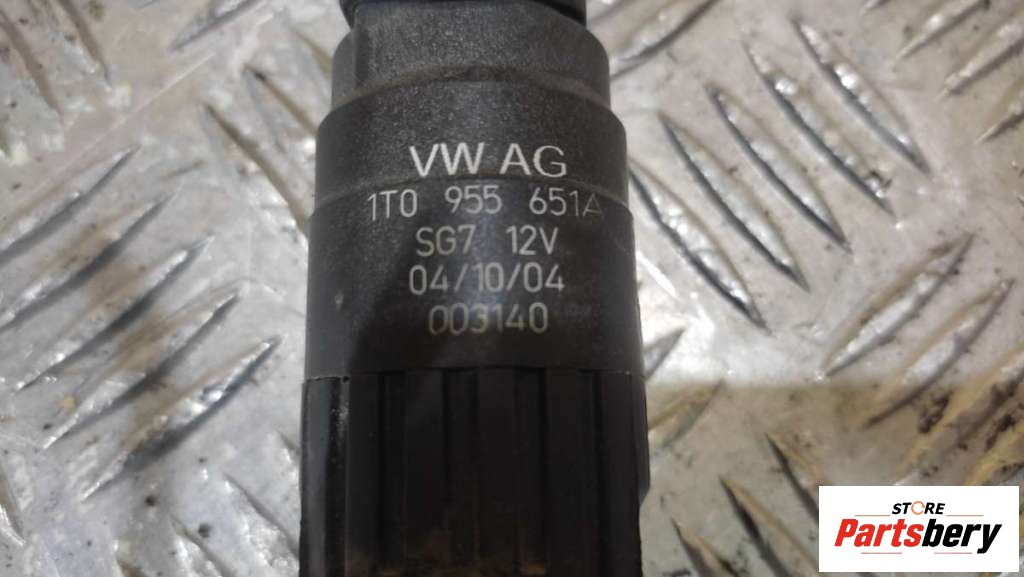 VW AG
1T0 955 651A
SG7 12V
04/10/04
003140
STORE
Partsbery